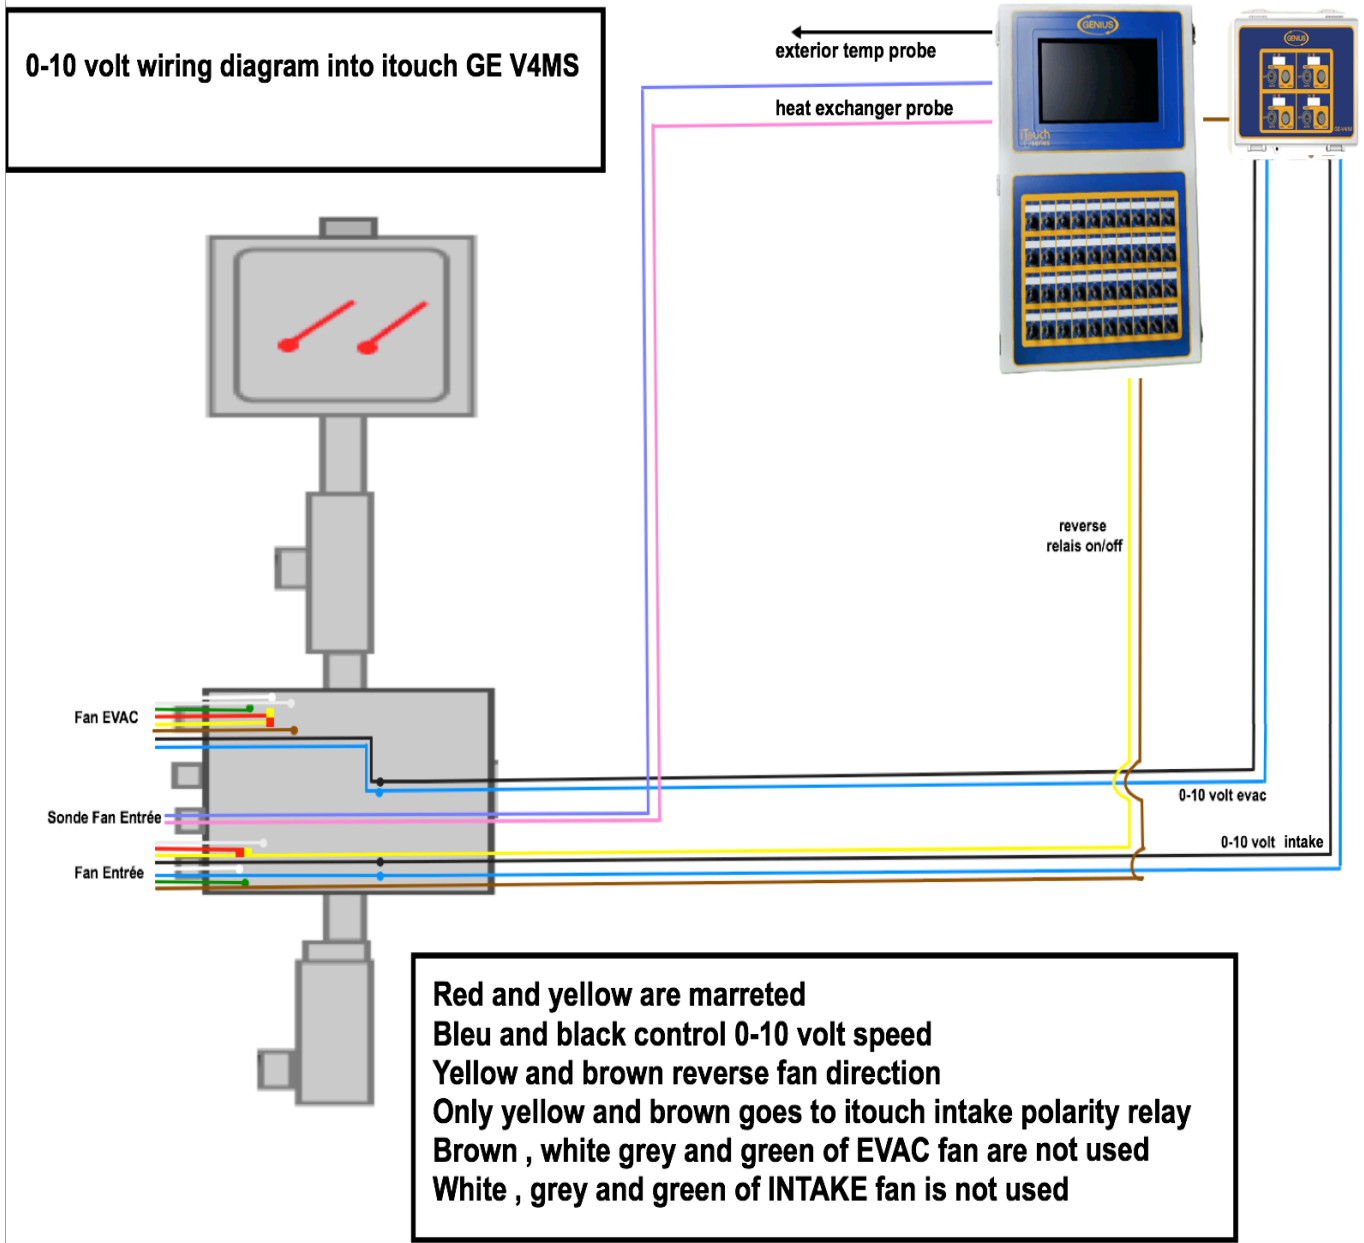 0-10 volt wiring diagram into itouch GE V4MS
exterior temp probe
heat exchanger probe
GENIUS
iTouch
series
GENIUS
reverse
relais on/off
Fan EVAC
0-10 volt evac
Sonde Fan Entrée
0-10 volt intake
Fan Entrée
Red and yellow are marreted
Bleu and black control 0-10 volt speed
Yellow and brown reverse fan direction
Only yellow and brown goes to itouch intake polarity relay
Brown , white grey and green of EVAC fan are not used
White , grey and green of INTAKE fan is not used